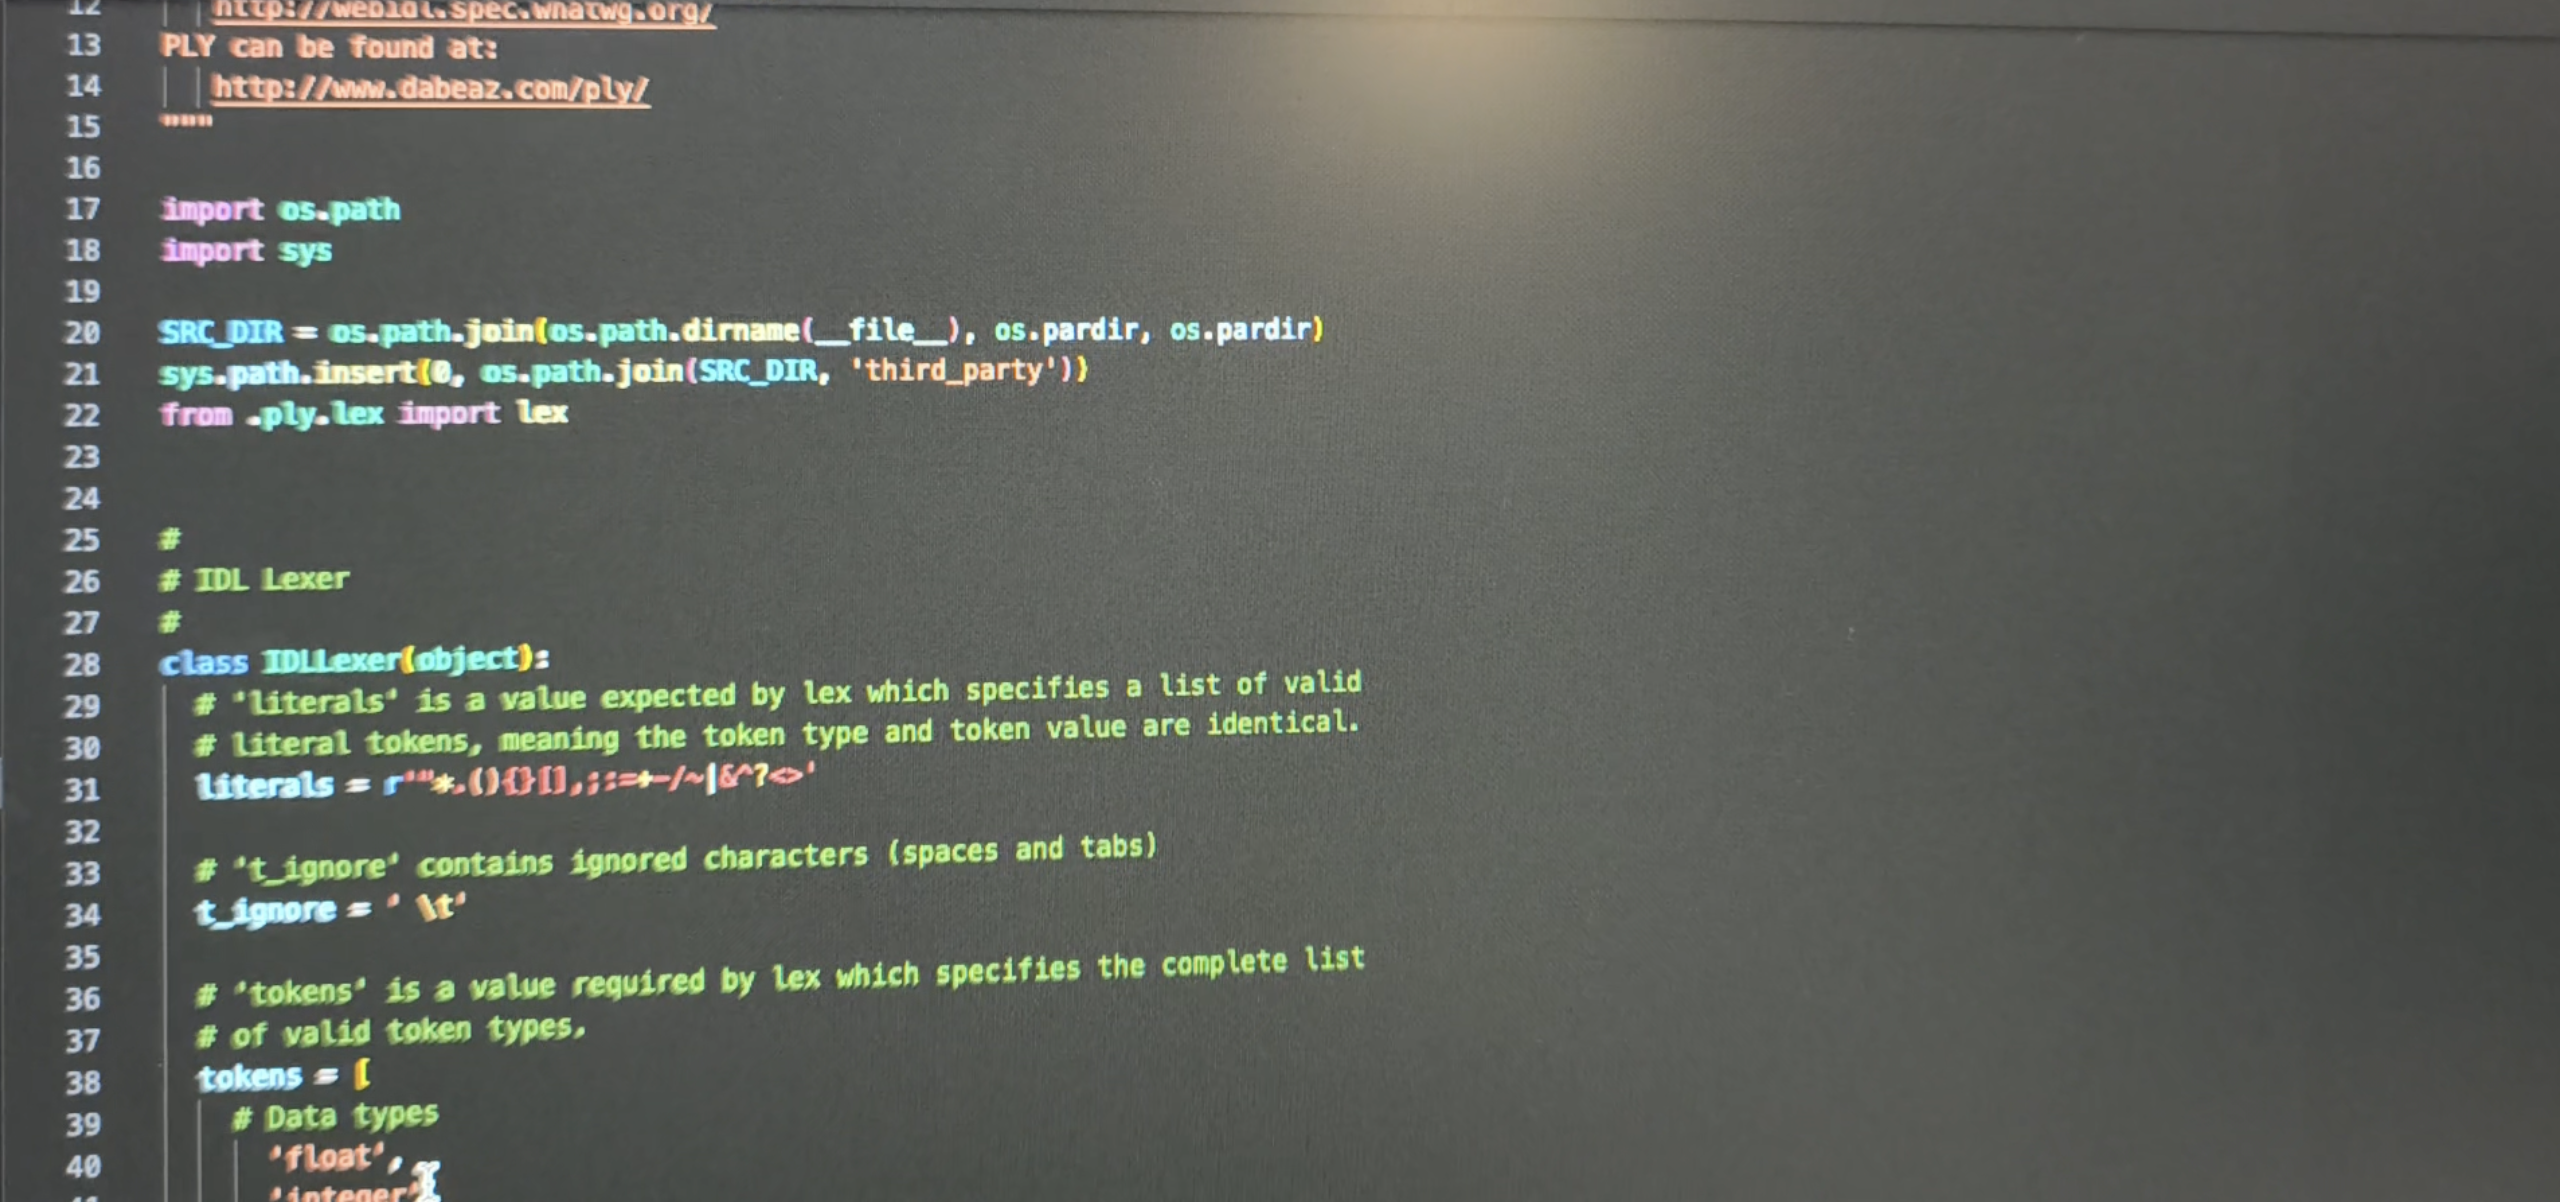 12 http://webidl.spec.whatwg.org/
13 PLY can be found at:
14 http://www.dabeaz.com/ply/
15 """
16
17 import os.path
18 import sys
19
20 SRC_DIR = os.path.join(os.path.dirname(__file__), os.pardir, os.pardir)
21 sys.path.insert(0, os.path.join(SRC_DIR, 'third_party'))
22 from .ply.lex import lex
23
24
25 #
26 # IDL Lexer
27 #
28 class IDLLexer(object):
29 # 'literals' is a value expected by lex which specifies a list of valid
30 # literal tokens, meaning the token type and token value are identical.
31 literals = r'"*.(){}[],;:=+-/~|&^?<>'
32
33 # 't_ignore' contains ignored characters (spaces and tabs)
34 t_ignore = ' \t'
35
36 # 'tokens' is a value required by lex which specifies the complete list
37 # of valid token types.
38 tokens = [
39 # Data types
40 'float',
41 'integer'